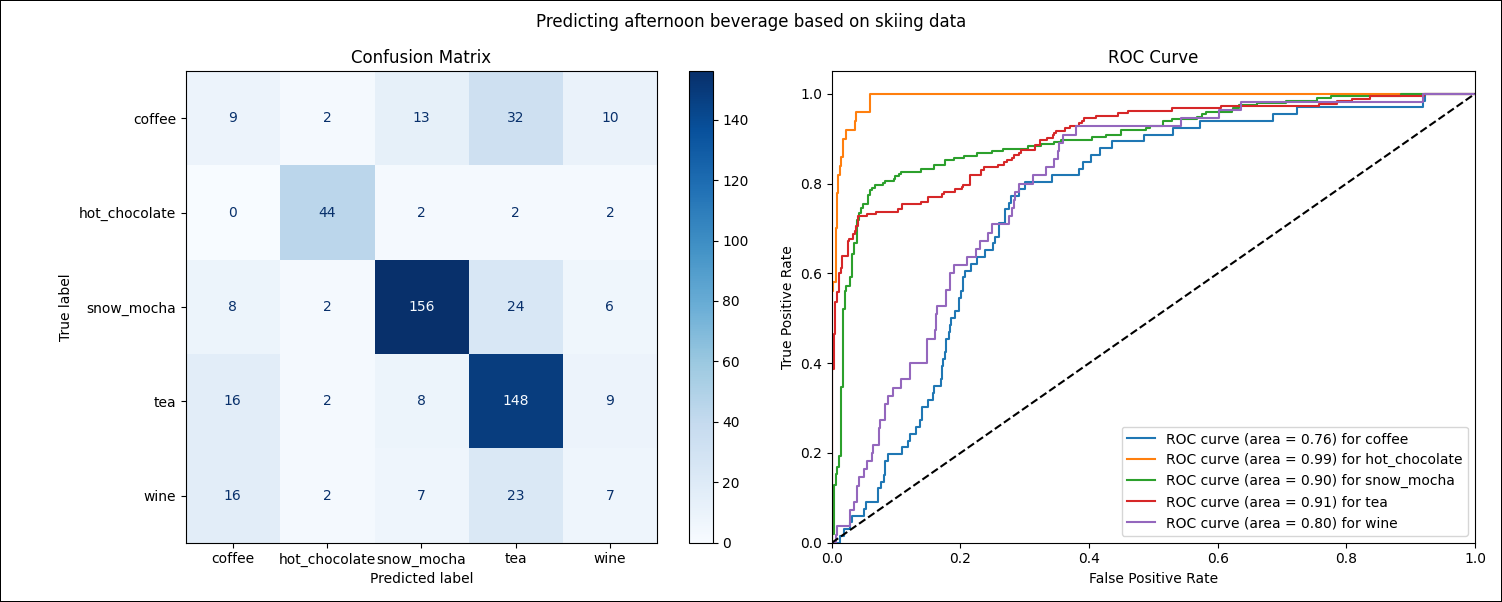 Predicting afternoon beverage based on skiing data
Confusion Matrix
coffee 9 2 13 32 10
hot_chocolate 0 44 2 2 2
snow_mocha 8 2 156 24 6
tea 16 2 8 148 9
wine 16 2 7 23 7
True label
coffee hot_chocolate snow_mocha tea wine
Predicted label
140
120
100
80
60
40
20
0
ROC Curve
1.0
0.8
0.6
0.4
0.2
0.0
True Positive Rate
ROC curve (area = 0.76) for coffee
ROC curve (area = 0.99) for hot_chocolate
ROC curve (area = 0.90) for snow_mocha
ROC curve (area = 0.91) for tea
ROC curve (area = 0.80) for wine
0.0 0.2 0.4 0.6 0.8 1.0
False Positive Rate